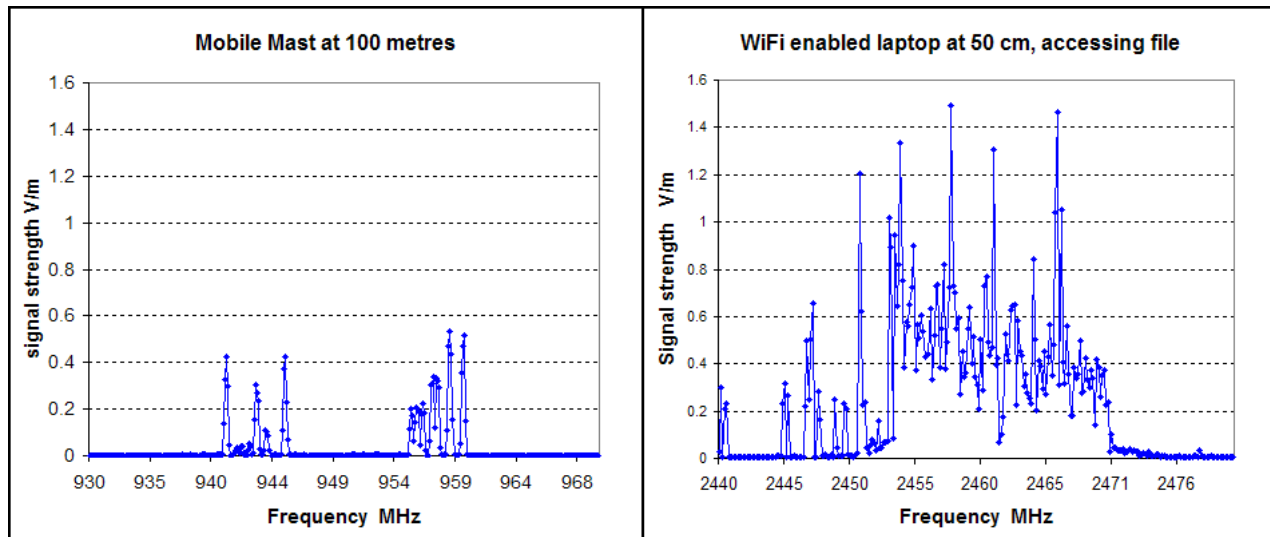 Mobile Mast at 100 metres
signal strength V/m
1.6
1.4
1.2
1
0.8
0.6
0.4
0.2
0
930 935 940 944 949 954 959 964 968
Frequency MHz
WiFi enabled laptop at 50 cm, accessing file
Signal strength V/m
1.6
1.4
1.2
1
0.8
0.6
0.4
0.2
0
2440 2445 2450 2455 2460 2465 2471 2476
Frequency MHz